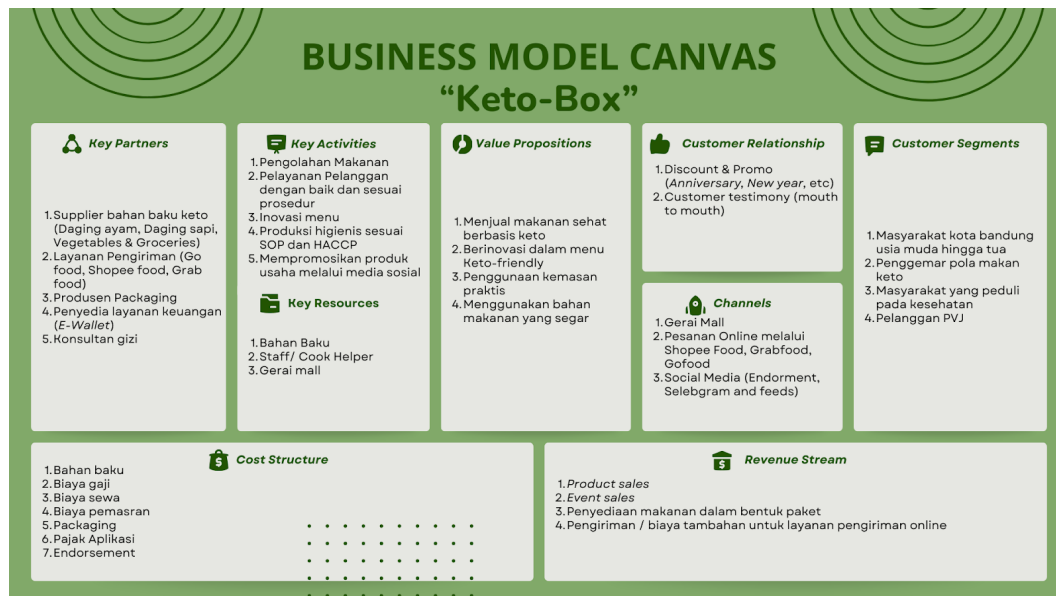 BUSINESS MODEL CANVAS
“Keto-Box”
Key Partners
1.Supplier bahan baku keto
(Daging ayam, Daging sapi,
Vegetables & Groceries)
2.Layanan Pengiriman (Go
food, Shopee food, Grab
food)
3.Produsen Packaging
4.Penyedia layanan keuangan
(E-Wallet)
5.Konsultan gizi
Key Activities
1.Pengolahan Makanan
2.Pelayanan Pelanggan
dengan baik dan sesuai
prosedur
3.Inovasi menu
4.Produksi higienis sesuai
SOP dan HACCP
5.Mempromosikan produk
usaha melalui media sosial
Key Resources
1.Bahan Baku
2.Staff/ Cook Helper
3.Gerai mall
Value Propositions
1.Menjual makanan sehat
berbasis keto
2.Berinovasi dalam menu
Keto-friendly
3.Penggunaan kemasan
praktis
4.Menggunakan bahan
makanan yang segar
Customer Relationship
1.Discount & Promo
(Anniversary, New year, etc)
2.Customer testimony (mouth
to mouth)
Channels
1.Gerai Mall
2.Pesanan Online melalui
Shopee Food, Grabfood,
Gofood
3.Social Media (Endorment,
Selebgram and feeds)
Customer Segments
1.Masyarakat kota bandung
usia muda hingga tua
2.Penggemar pola makan
keto
3.Masyarakat yang peduli
pada kesehatan
4.Pelanggan PVJ
Cost Structure
1.Bahan baku
2.Biaya gaji
3.Biaya sewa
4.Biaya pemasran
5.Packaging
6.Pajak Aplikasi
7.Endorsement
Revenue Stream
1.Product sales
2.Event sales
3.Penyediaan makanan dalam bentuk paket
4.Pengiriman / biaya tambahan untuk layanan pengiriman online